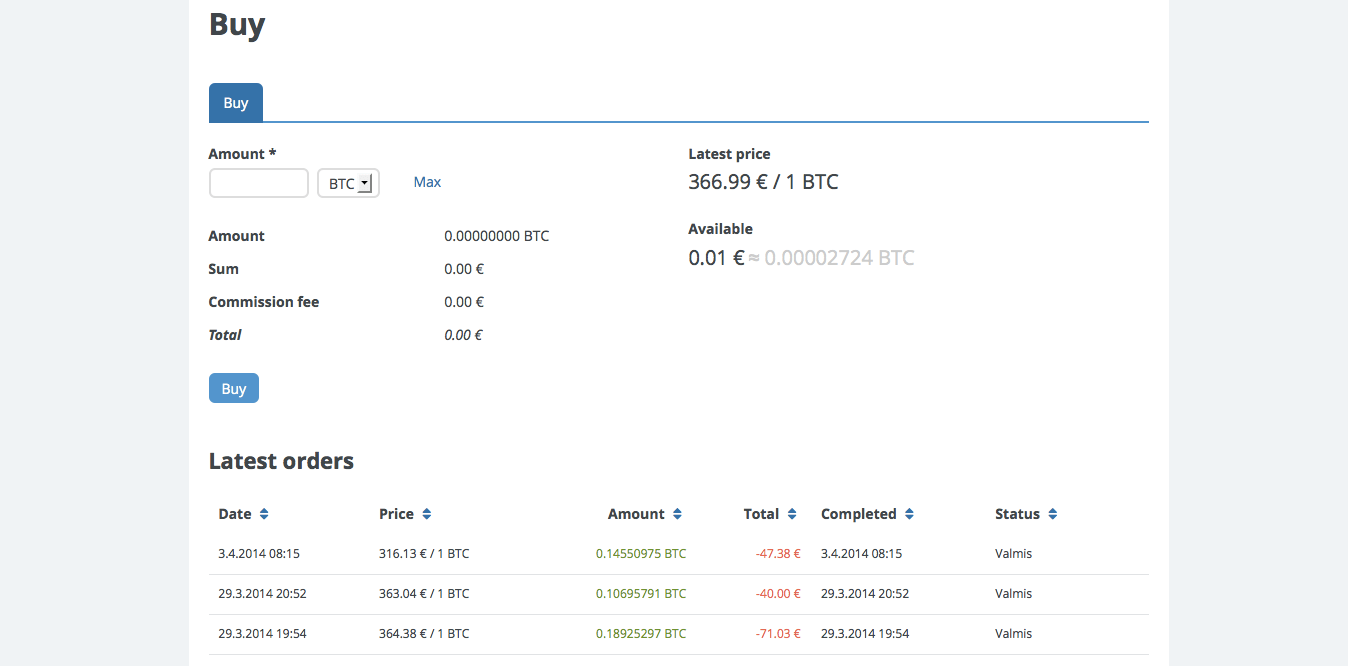 Buy
Buy
Amount *
BTC Max
Latest price
366.99 € / 1 BTC
Available
0.01 € ≈ 0.00002724 BTC
Amount 0.00000000 BTC
Sum 0.00 €
Commission fee 0.00 €
Total 0.00 €
Buy
Latest orders
Date Price Amount Total Completed Status
3.4.2014 08:15 316.13 € / 1 BTC 0.14550975 BTC -47.38 € 3.4.2014 08:15 Valmis
29.3.2014 20:52 363.04 € / 1 BTC 0.10695791 BTC -40.00 € 29.3.2014 20:52 Valmis
29.3.2014 19:54 364.38 € / 1 BTC 0.18925297 BTC -71.03 € 29.3.2014 19:54 Valmis